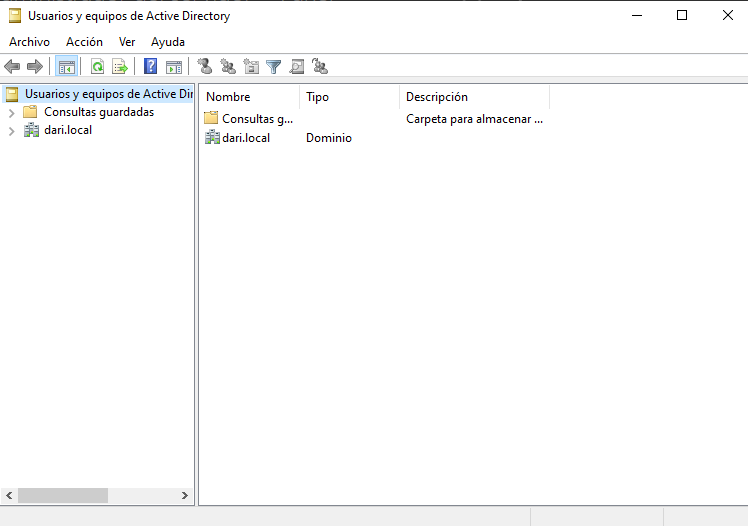 Usuarios y equipos de Active Directory
Archivo Acción Ver Ayuda
Usuarios y equipos de Active Dir
Consultas guardadas
dari.local
Nombre Tipo Descripción
Consultas g... Carpeta para almacenar ...
dari.local Dominio